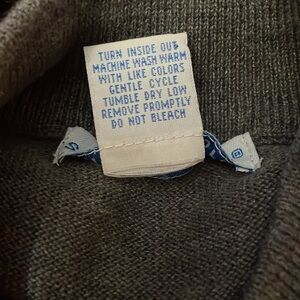 TURN INSIDE OUT
MACHINE WASH WARM
WITH LIKE COLORS
GENTLE CYCLE
TUMBLE DRY LOW
REMOVE PROMPTLY
DO NOT BLEACH